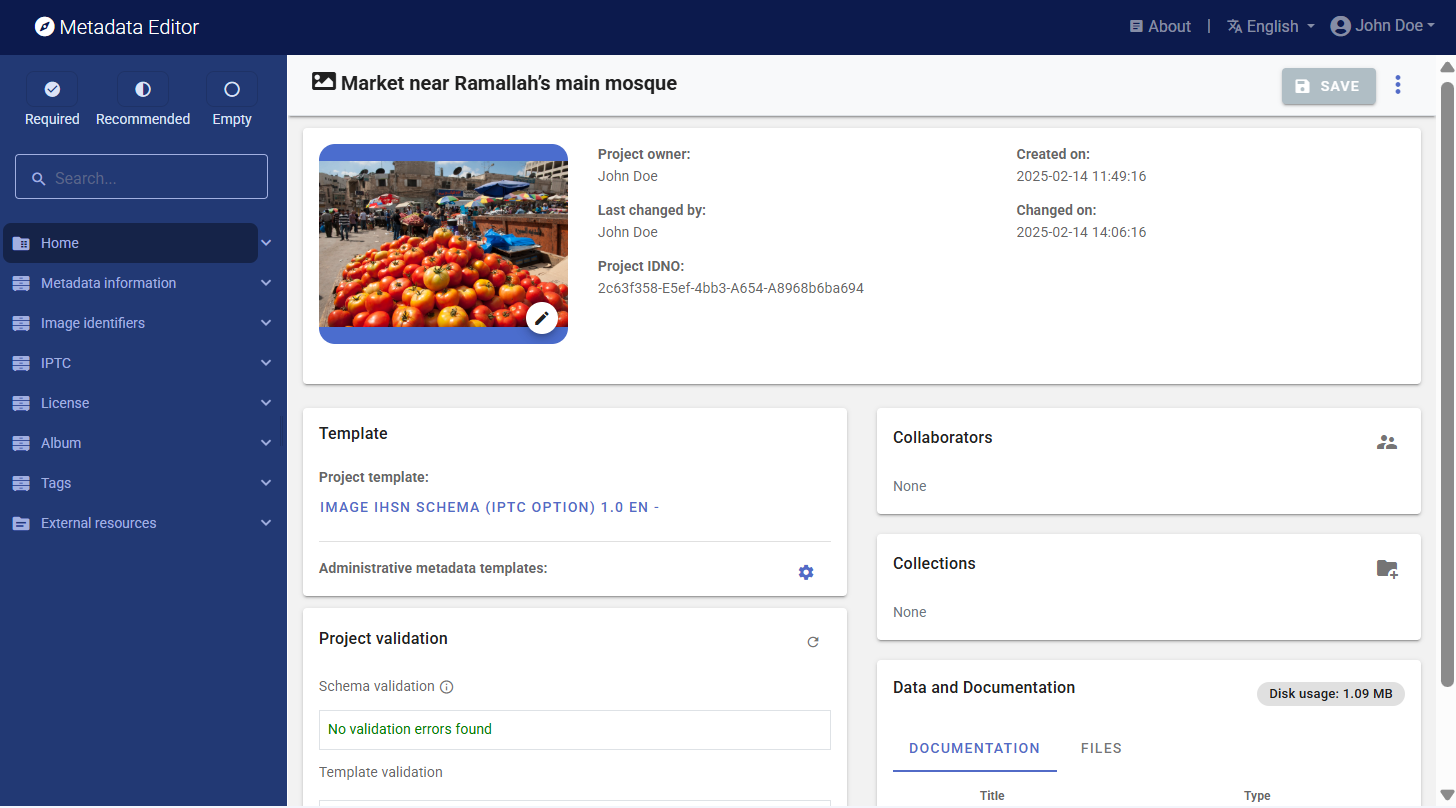 Metadata Editor
About | English John Doe
Required Recommended Empty
Search...
Home
Metadata information
Image identifiers
IPTC
License
Album
Tags
External resources
Market near Ramallah’s main mosque
SAVE
Project owner:
John Doe
Last changed by:
John Doe
Project IDNO:
2c63f358-E5ef-4bb3-A654-A8968b6ba694
Created on:
2025-02-14 11:49:16
Changed on:
2025-02-14 14:06:16
Template
Project template:
IMAGE IHSN SCHEMA (IPTC OPTION) 1.0 EN -
Administrative metadata templates:
Project validation
Schema validation
No validation errors found
Template validation
Collaborators
None
Collections
None
Data and Documentation
Disk usage: 1.09 MB
DOCUMENTATION FILES
Title Type